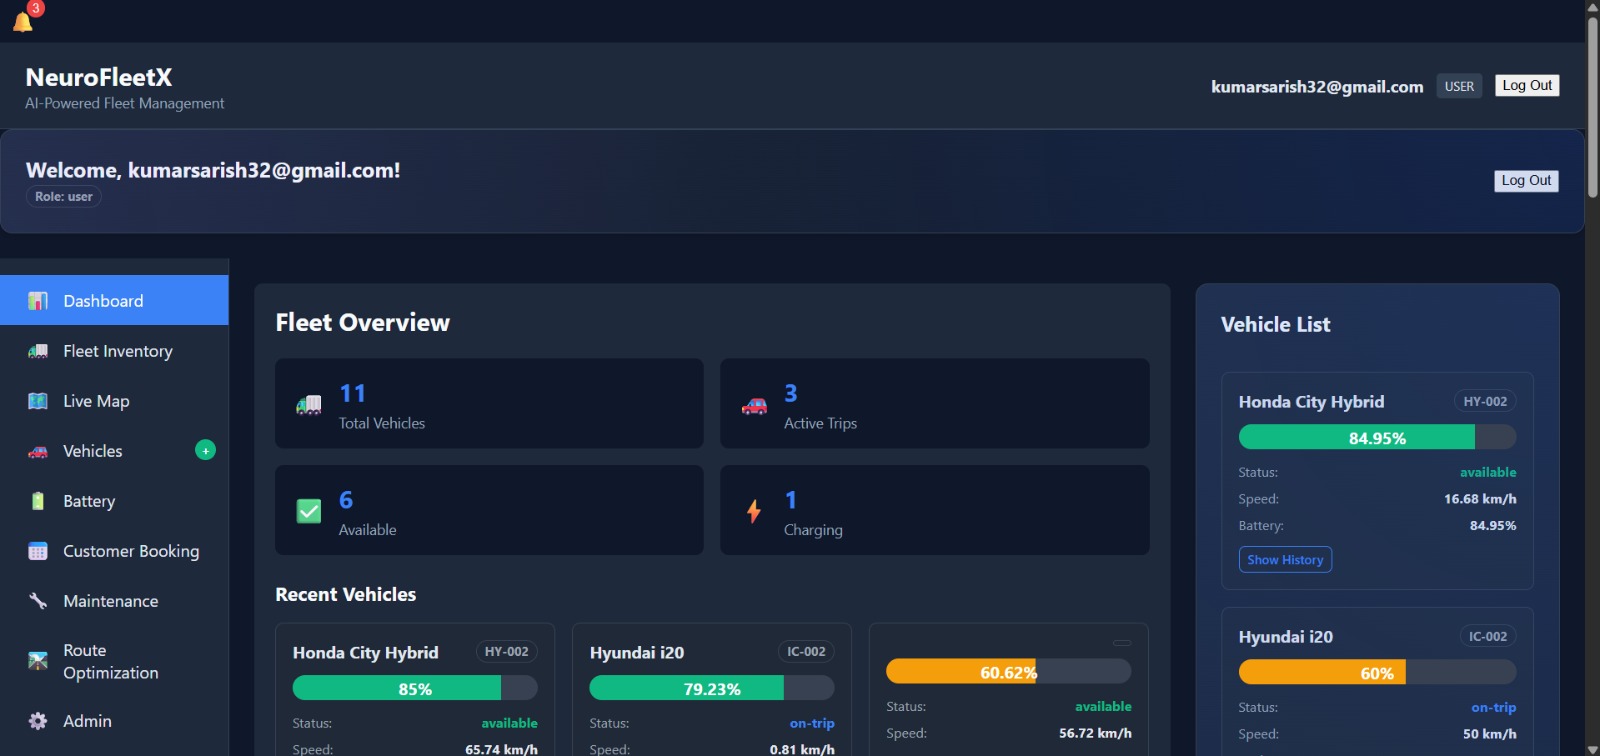 3
NeuroFleetX
AI-Powered Fleet Management
kumarsarish32@gmail.com
USER
Log Out
Welcome, kumarsarish32@gmail.com!
Role: user
Log Out
Dashboard
Fleet Inventory
Live Map
Vehicles
+
Battery
Customer Booking
Maintenance
Route
Optimization
Admin
Fleet Overview
11
Total Vehicles
3
Active Trips
6
Available
1
Charging
Recent Vehicles
Honda City Hybrid
HY-002
85%
Status:
available
Speed:
65.74 km/h
Hyundai i20
IC-002
79.23%
Status:
on-trip
Speed:
0.81 km/h
60.62%
Status:
available
Speed:
56.72 km/h
Vehicle List
Honda City Hybrid
HY-002
84.95%
Status:
available
Speed:
16.68 km/h
Battery:
84.95%
Show History
Hyundai i20
IC-002
60%
Status:
on-trip
Speed:
50 km/h